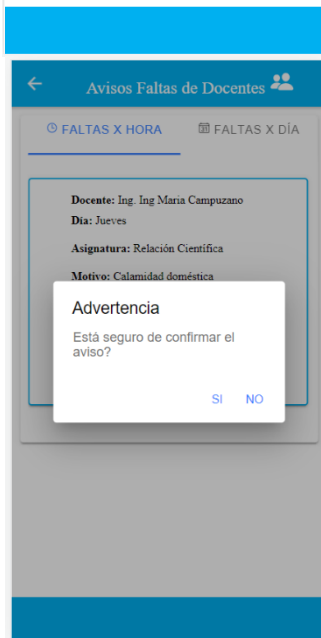 Avisos Faltas de Docentes
FALTAS X HORA
FALTAS X DÍA
Docente: Ing. Ing Maria Campuzano
Día: Jueves
Asignatura: Relación Científica
Motivo: Calamidad doméstica
Advertencia
Está seguro de confirmar el
aviso?
SI NO